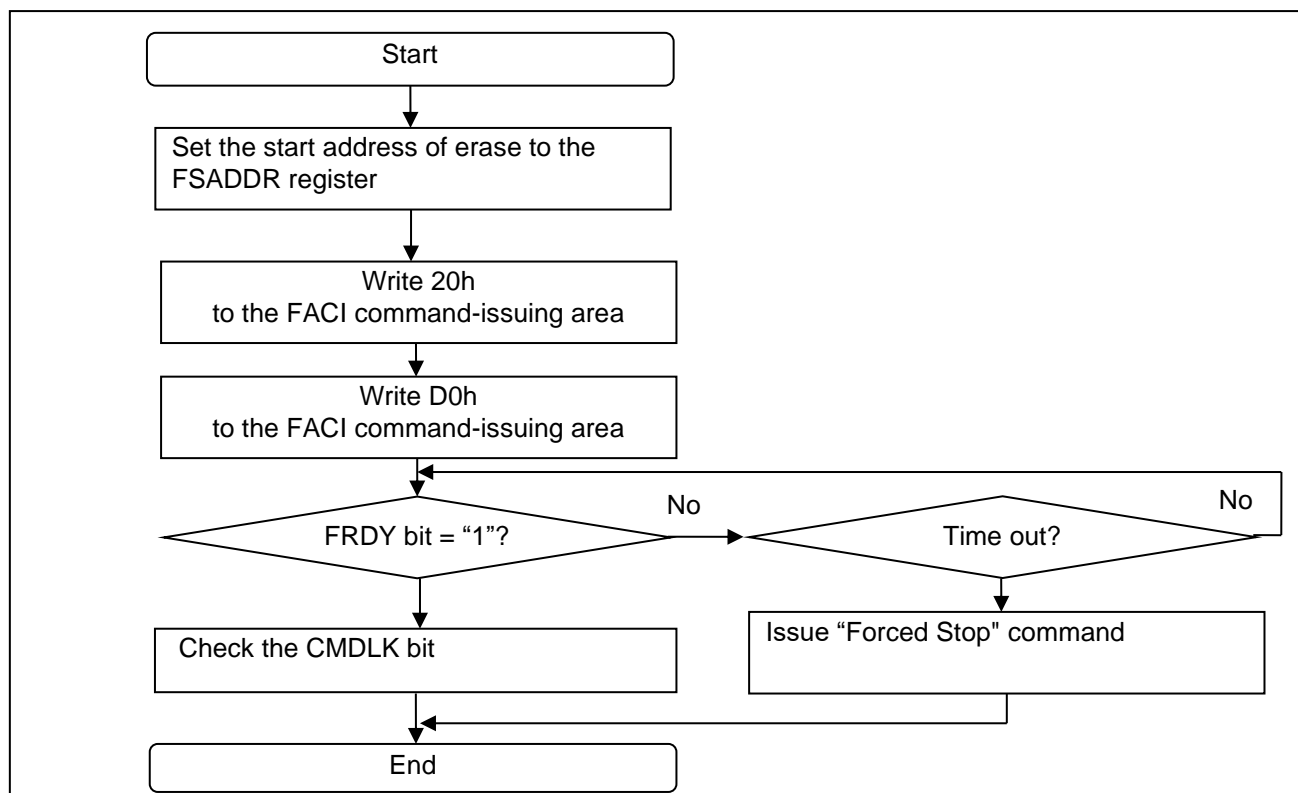 Start
Set the start address of erase to the
FSADDR register
Write 20h
to the FACI command-issuing area
Write D0h
to the FACI command-issuing area
FRDY bit = “1”?
No
Time out?
No
Check the CMDLK bit
Issue “Forced Stop" command
End